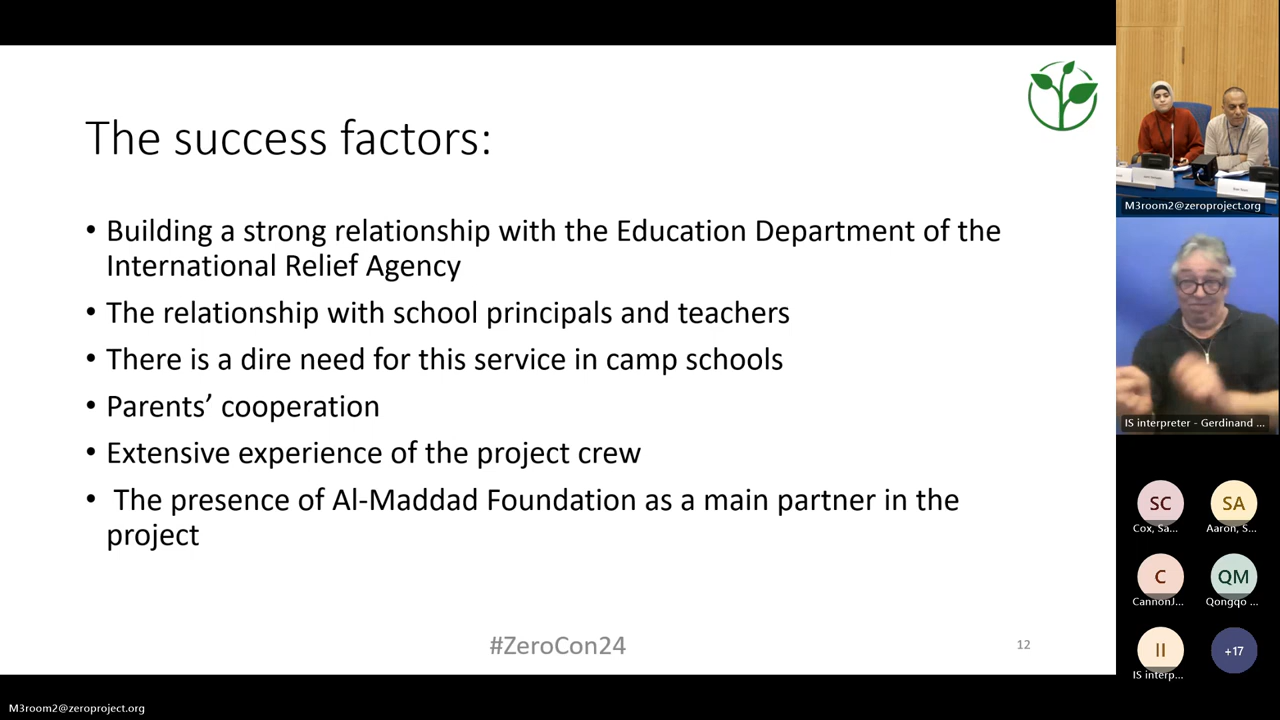 The success factors:
• Building a strong relationship with the Education Department of the
International Relief Agency
• The relationship with school principals and teachers
• There is a dire need for this service in camp schools
• Parents’ cooperation
• Extensive experience of the project crew
• The presence of Al-Maddad Foundation as a main partner in the
project
#ZeroCon24
12
M3room2@zeroproject.org
IS interpreter - Gerdinand ...
SC
SA
Cox, Sa...
Aaron, S...
C
QM
CannonJ...
Qongqo ...
II
+17
IS interp...
M3room2@zeroproject.org